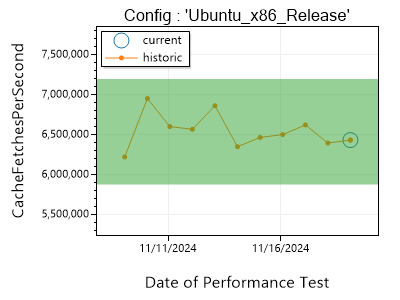 Config : 'Ubuntu_x86_Release'
current
historic
CacheFetchesPerSecond
7,500,000
7,000,000
6,500,000
6,000,000
5,500,000
11/11/2024
11/16/2024
Date of Performance Test